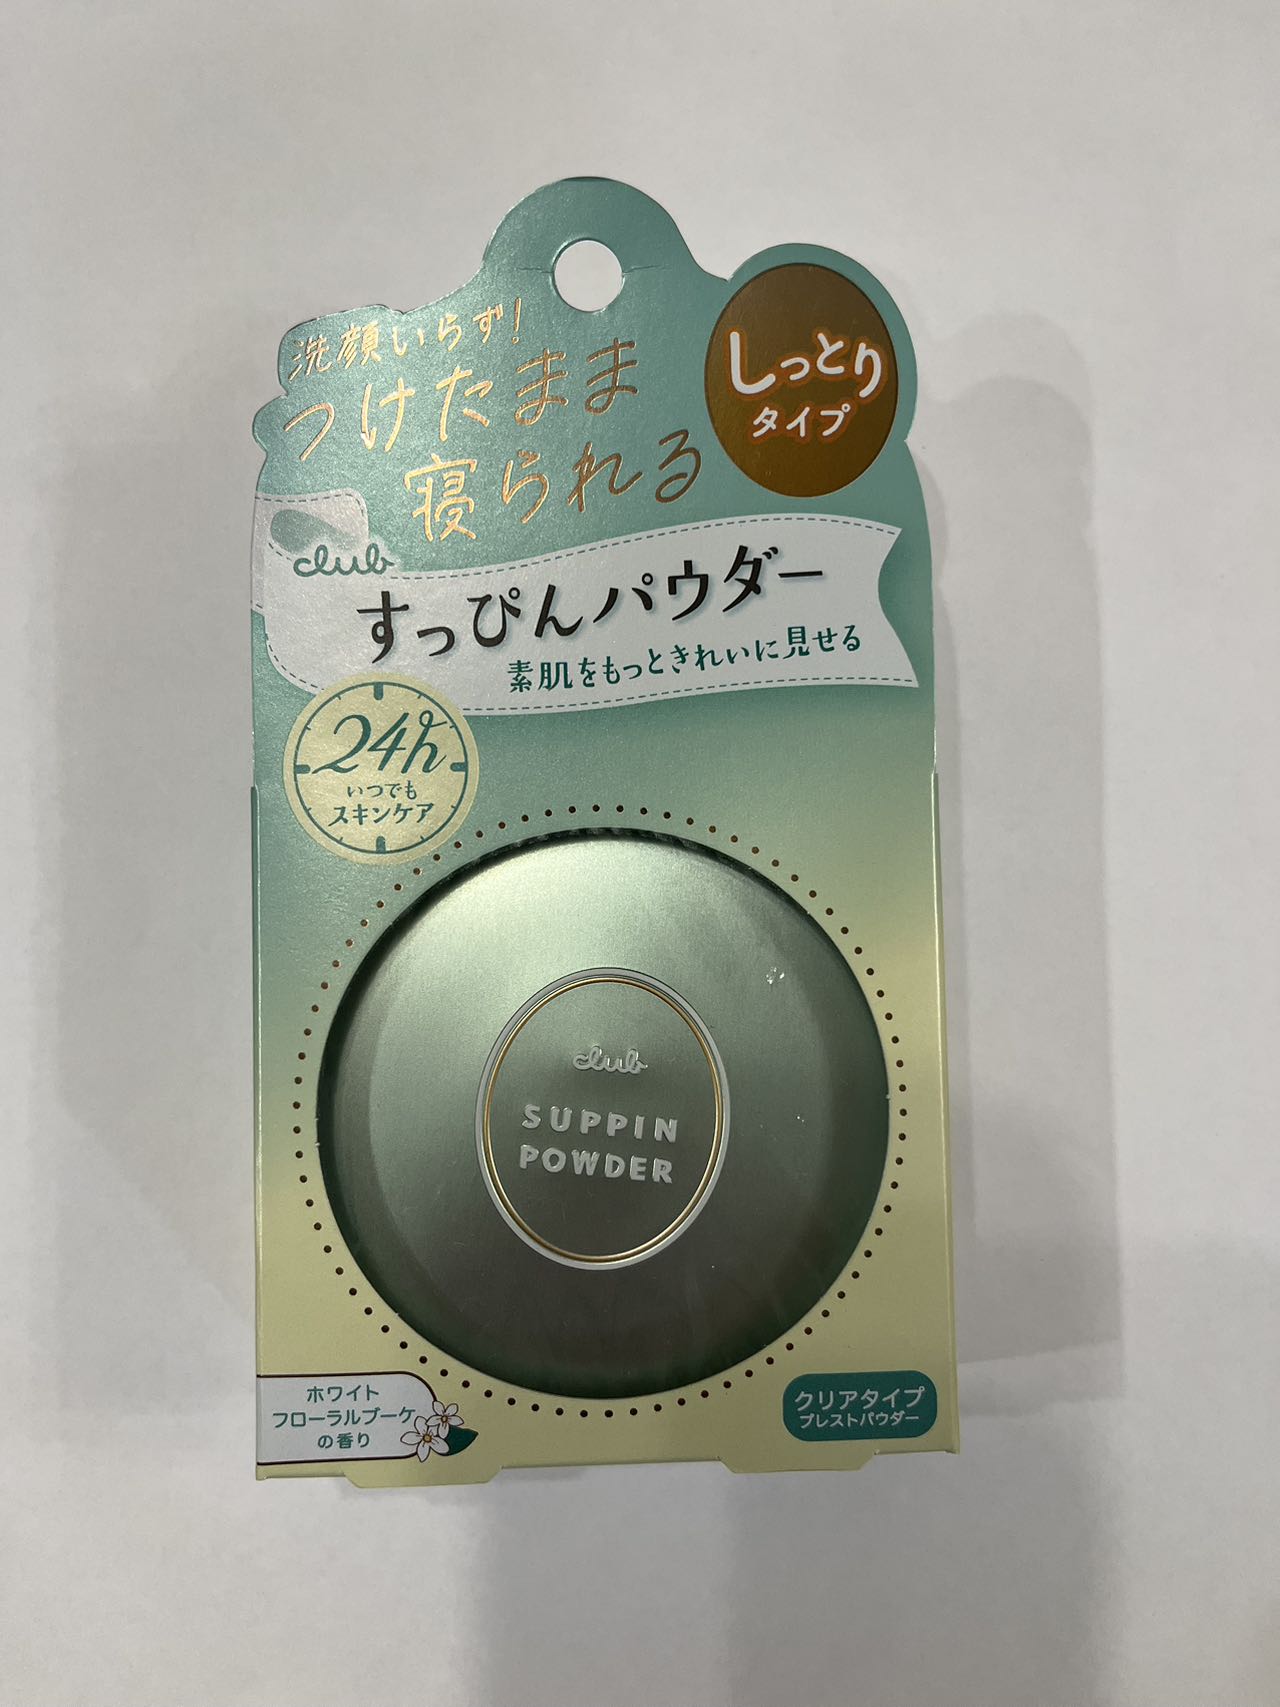 洗顔いらず!
つけたまま
寝られる
しっとり
タイプ
club
すっぴんパウダー
素肌をもっときれいに見せる
24h
いつでも
スキンケア
club
SUPPIN
POWDER
ホワイト
フローラルブーケ
の香り
クリアタイプ
プレストパウダー